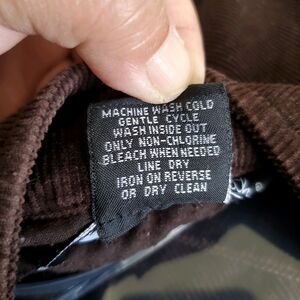 MACHINE WASH COLD
GENTLE CYCLE
WASH INSIDE OUT
ONLY NON-CHLORINE
BLEACH WHEN NEEDED
LINE DRY
IRON ON REVERSE
OR DRY CLEAN